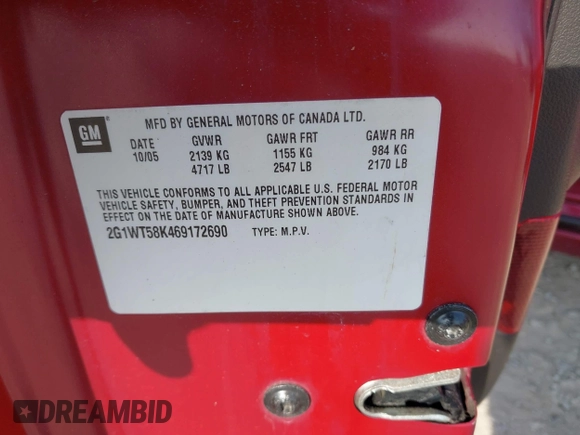 GM
MFD BY GENERAL MOTORS OF CANADA LTD.
DATE GVWR GAWR FRT GAWR RR
10/05 2139 KG 1155 KG 984 KG
4717 LB 2547 LB 2170 LB
THIS VEHICLE CONFORMS TO ALL APPLICABLE U.S. FEDERAL MOTOR
VEHICLE SAFETY, BUMPER, AND THEFT PREVENTION STANDARDS IN
EFFECT ON THE DATE OF MANUFACTURE SHOWN ABOVE.
2G1WT58K469172690 TYPE: M.P.V.
DREAMBID